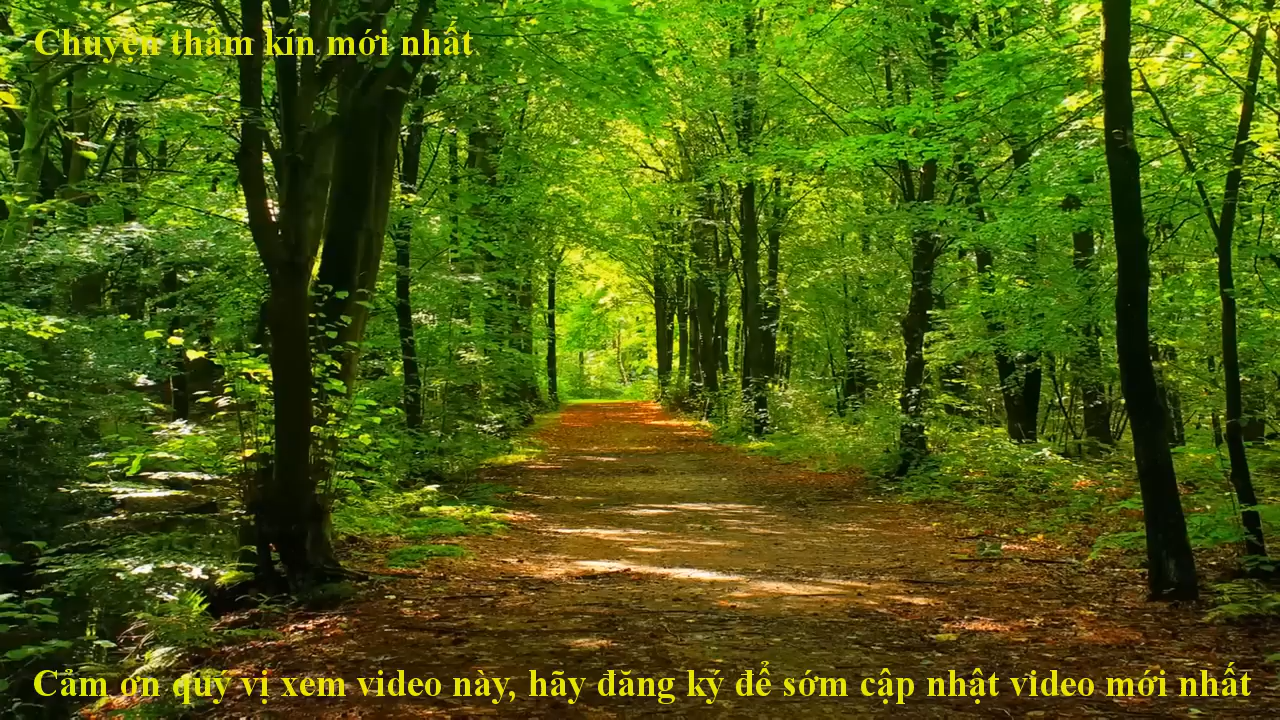 Chuyện thầm kín mới nhất
Cảm ơn quý vị xem video này, hãy đăng ký để sớm cập nhật video mới nhất